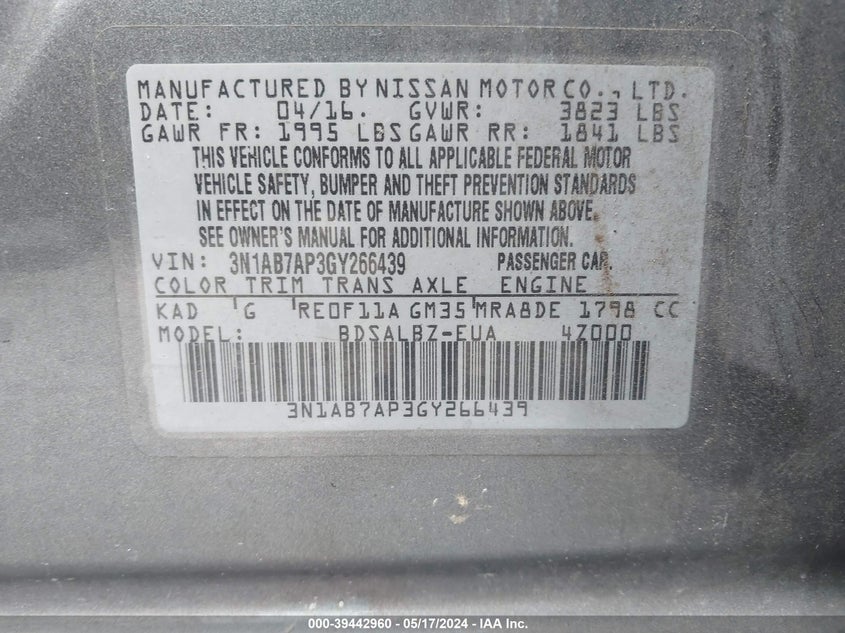 MANUFACTURED BY NISSAN MOTOR CO., LTD.
DATE: 04/16. GVWR: 3823 LBS
GAWR FR: 1995 LBS GAWR RR: 1841 LBS
THIS VEHICLE CONFORMS TO ALL APPLICABLE FEDERAL MOTOR
VEHICLE SAFETY, BUMPER AND THEFT PREVENTION STANDARDS
IN EFFECT ON THE DATE OF MANUFACTURE SHOWN ABOVE.
SEE OWNER'S MANUAL FOR ADDITIONAL INFORMATION.
VIN: 3N1AB7AP3GY266439 PASSENGER CAR.
COLOR TRIM TRANS AXLE ENGINE
KAD 'G 'RE0F11A GM35'MRA8DE 1798 CC
MODEL: BDSALBZ-EUA 4Z000
3N1AB7AP3GY266439
000-39442960 - 05/17/2024 - IAA, Inc.